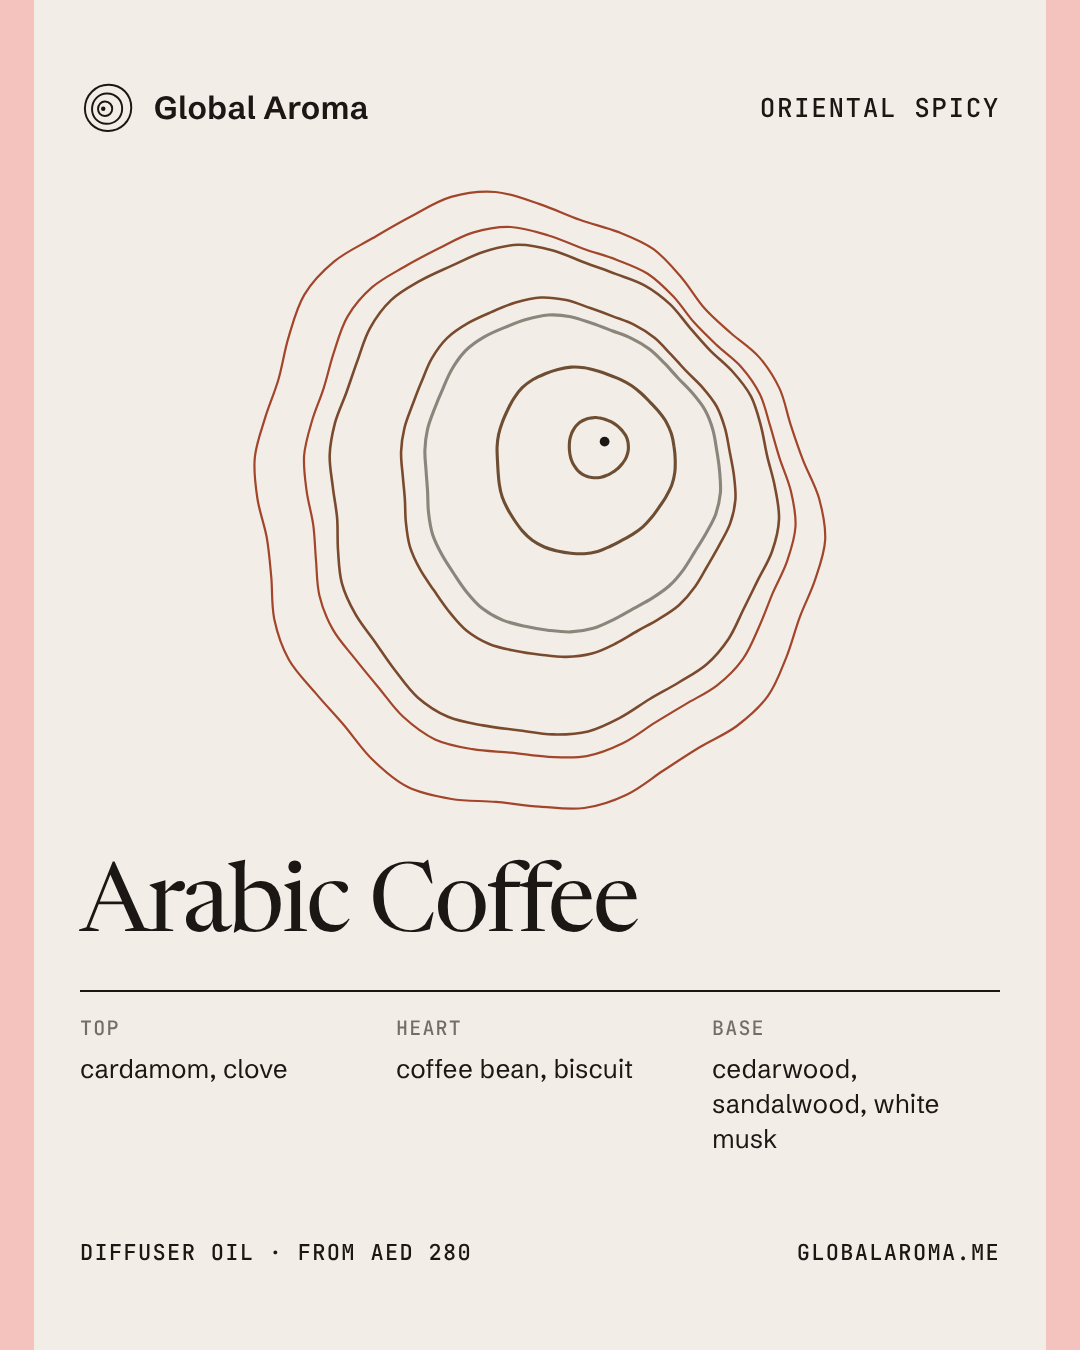 Global Aroma
ORIENTAL SPICY
Arabic Coffee
TOP
cardamom, clove
HEART
coffee bean, biscuit
BASE
cedarwood,
sandalwood, white
musk
DIFFUSER OIL · FROM AED 280
GLOBALAROMA.ME